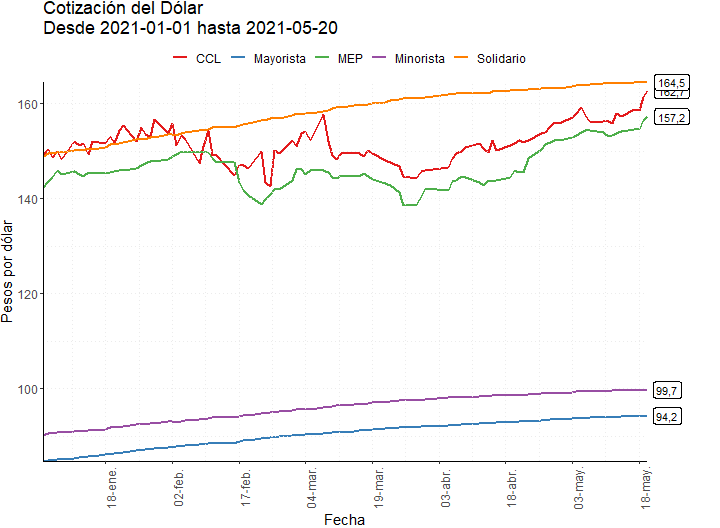 Cotización del Dólar
Desde 2021-01-01 hasta 2021-05-20
CCL Mayorista MEP Minorista Solidario
Pesos por dólar
160
140
120
100
164,5
162,7
157,2
99,7
94,2
18-ene. 02-feb. 17-feb. 04-mar. 19-mar. 03-abr. 18-abr. 03-may. 18-may.
Fecha